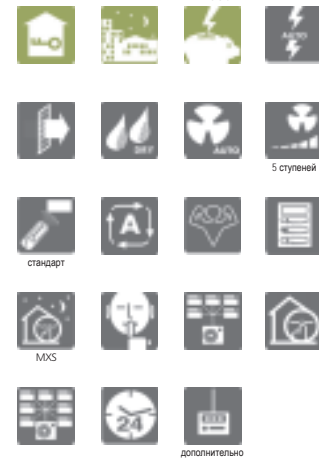 AUTO
DRY
AUTO
5 ступеней
стандарт
A
MXS
24
дополнительно